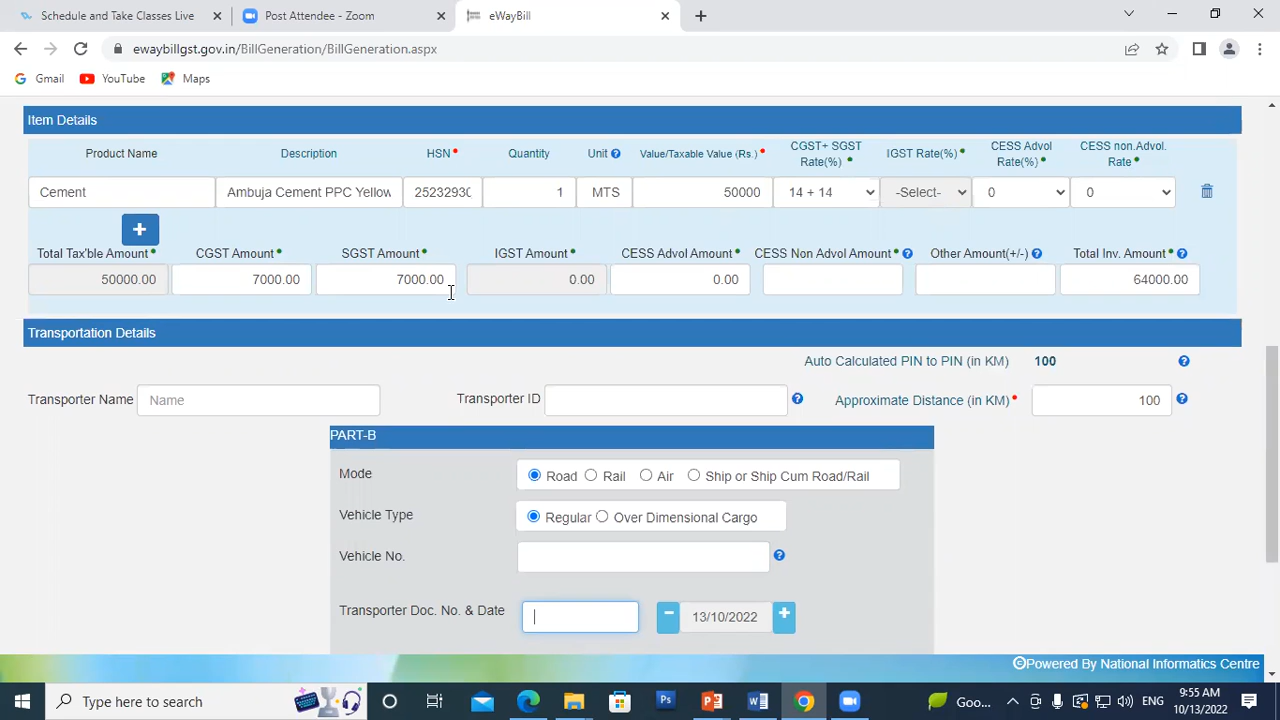 Schedule and Take Classes Live
Post Attendee - Zoom
eWayBill
ewaybillgst.gov.in/BillGeneration/BillGeneration.aspx
Gmail YouTube Maps
Item Details
Product Name Description HSN Quantity Unit Value/Taxable Value (Rs.) CGST+ SGST Rate(%) IGST Rate(%) CESS Advol Rate(%) CESS non.Advol. Rate
Cement Ambuja Cement PPC Yellow 25232930 1 MTS 50000 14 + 14 -Select- 0 0
+
Total Tax'ble Amount CGST Amount SGST Amount IGST Amount CESS Advol Amount CESS Non Advol Amount Other Amount(+/-) Total Inv. Amount
50000.00 7000.00 7000.00 0.00 0.00 64000.00
Transportation Details
Auto Calculated PIN to PIN (in KM) 100
Transporter Name Name Transporter ID Approximate Distance (in KM) 100
PART-B
Mode Road Rail Air Ship or Ship Cum Road/Rail
Vehicle Type Regular Over Dimensional Cargo
Vehicle No.
Transporter Doc. No. & Date 13/10/2022
©Powered By National Informatics Centre
Type here to search
Goo...
ENG
9:55 AM
10/13/2022